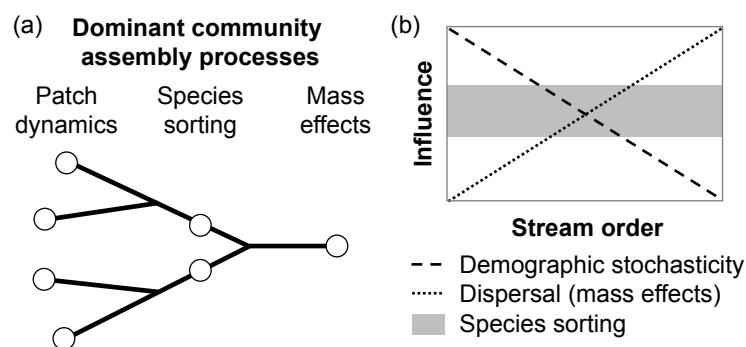 (a) Dominant community
assembly processes
Patch
dynamics
Species
sorting
Mass
effects
(b)
Influence
Stream order
Demographic stochasticity
Dispersal (mass effects)
Species sorting